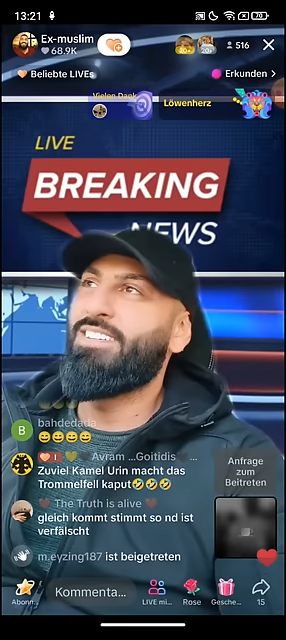 13:21
70
Ex-muslim
68.9K
516
Beliebte LIVEs
Erkunden
Vielen Dank
Löwenherz
LIVE
BREAKING
NEWS
B
bahdedada
Avram ...Goitidis ...
Zuviel Kamel Urin macht das
Trommelfell kaput🤣🤣🤣
The Truth is alive
gleich kommt stimmt so nd ist
verfälscht
m.eyzing187 ist beigetreten
Anfrage
zum
Beitreten
Abonn...
Kommenta...
LIVE mi...
Rose
Gesche...
15